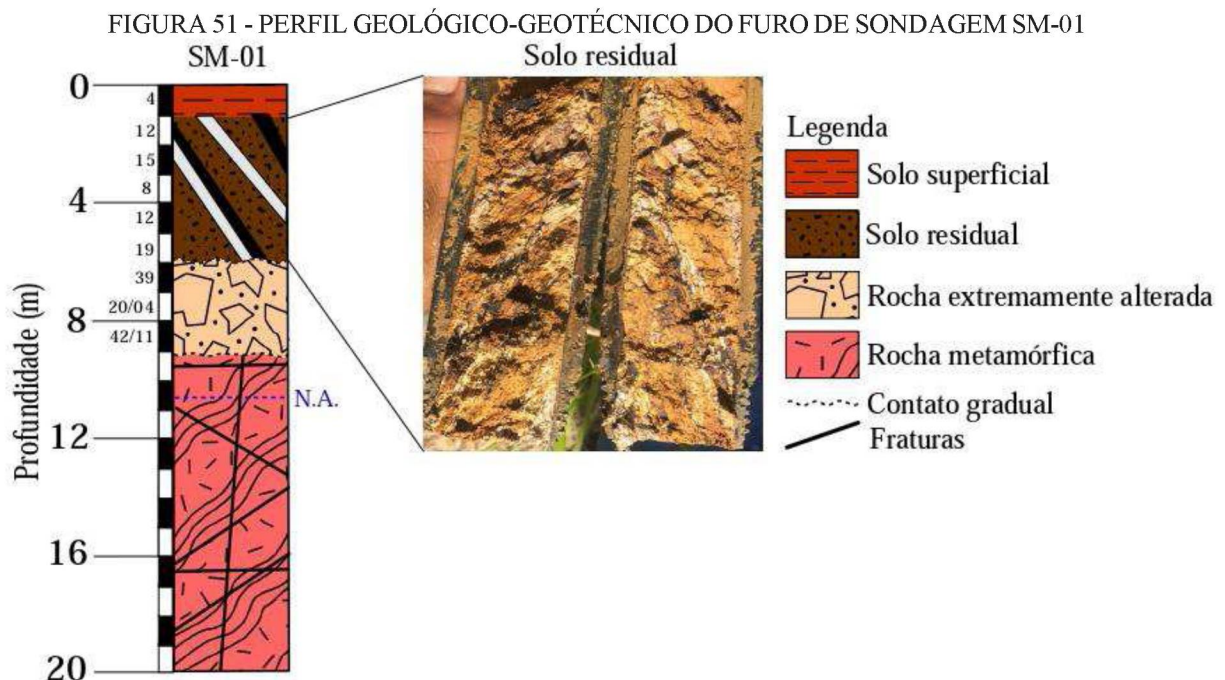 FIGURA 51 - PERFIL GEOLÓGICO-GEOTÉCNICO DO FURO DE SONDAGEM SM-01
SM-01
Solo residual
0
4
12
15
8
4
12
19
39
20/04
8
42/11
N.A.
12
16
20
Profundidade (m)
Legenda
Solo superficial
Solo residual
Rocha extremamente alterada
Rocha metamórfica
Contato gradual
Fraturas